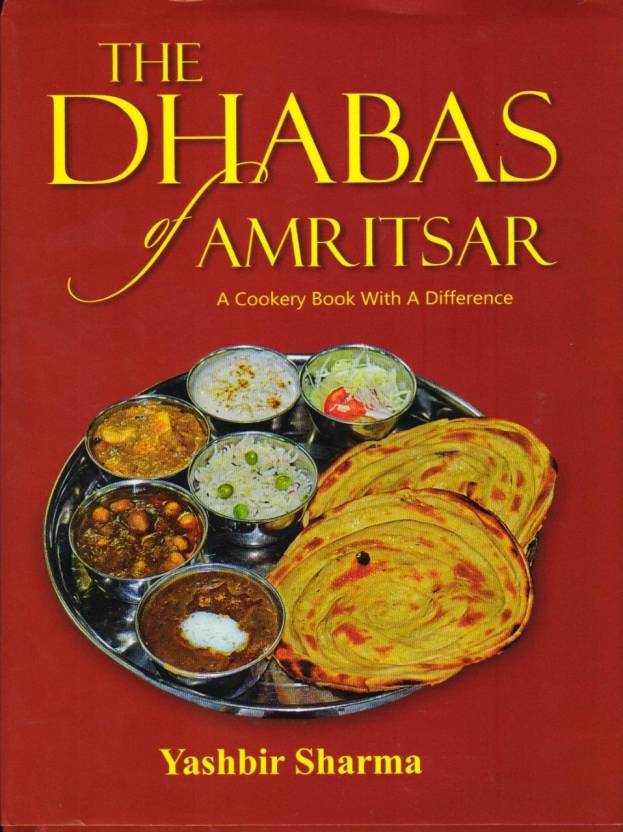 THE
DHABAS
of AMRITSAR
A Cookery Book With A Difference
Yashbir Sharma